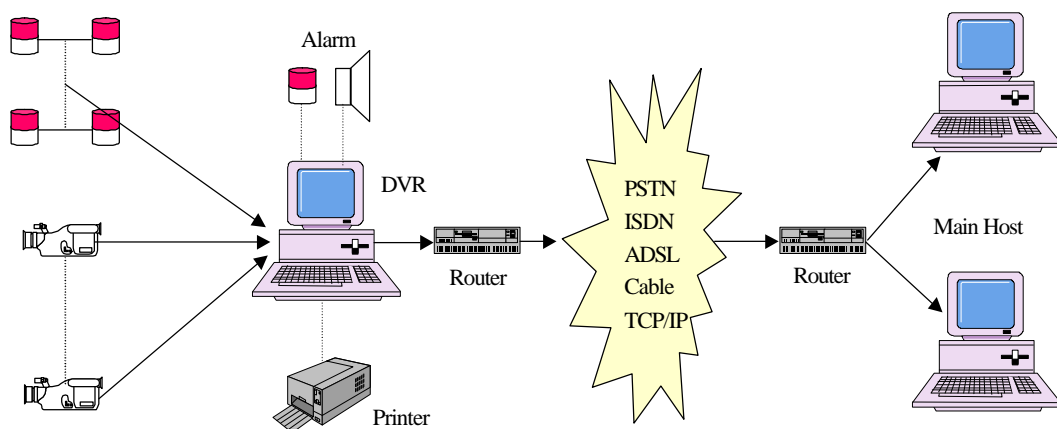 Alarm
DVR
Router
Printer
PSTN
ISDN
ADSL
Cable
TCP/IP
Router
Main Host